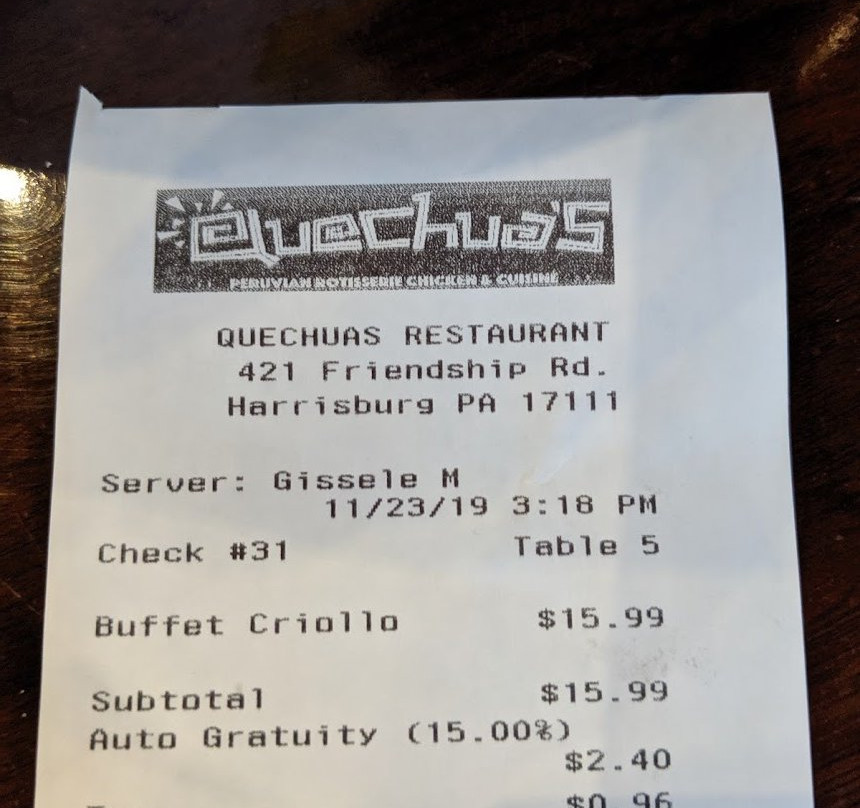 Quechua's
PERUVIAN ROTISSERIE CHICKEN & CUISINE
QUECHUAS RESTAURANT
421 Friendship Rd.
Harrisburg PA 17111
Server: Gissele M
11/23/19 3:18 PM
Check #31 Table 5
Buffet Criollo $15.99
Subtotal $15.99
Auto Gratuity (15.00%)
$2.40
$0.96